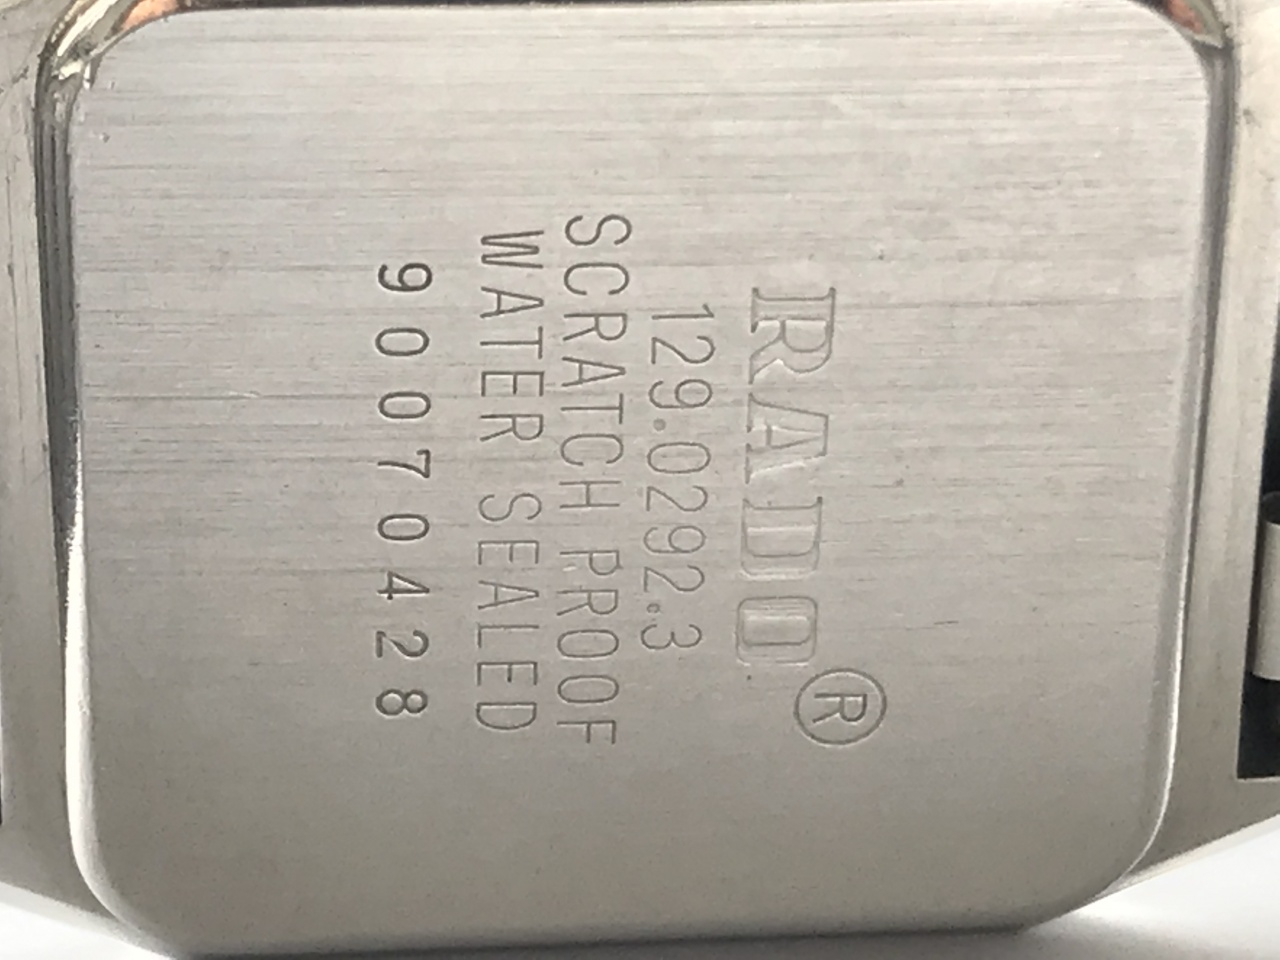 RADO®
129.0292.3
SCRATCH PROOF
WATER SEALED
90070428